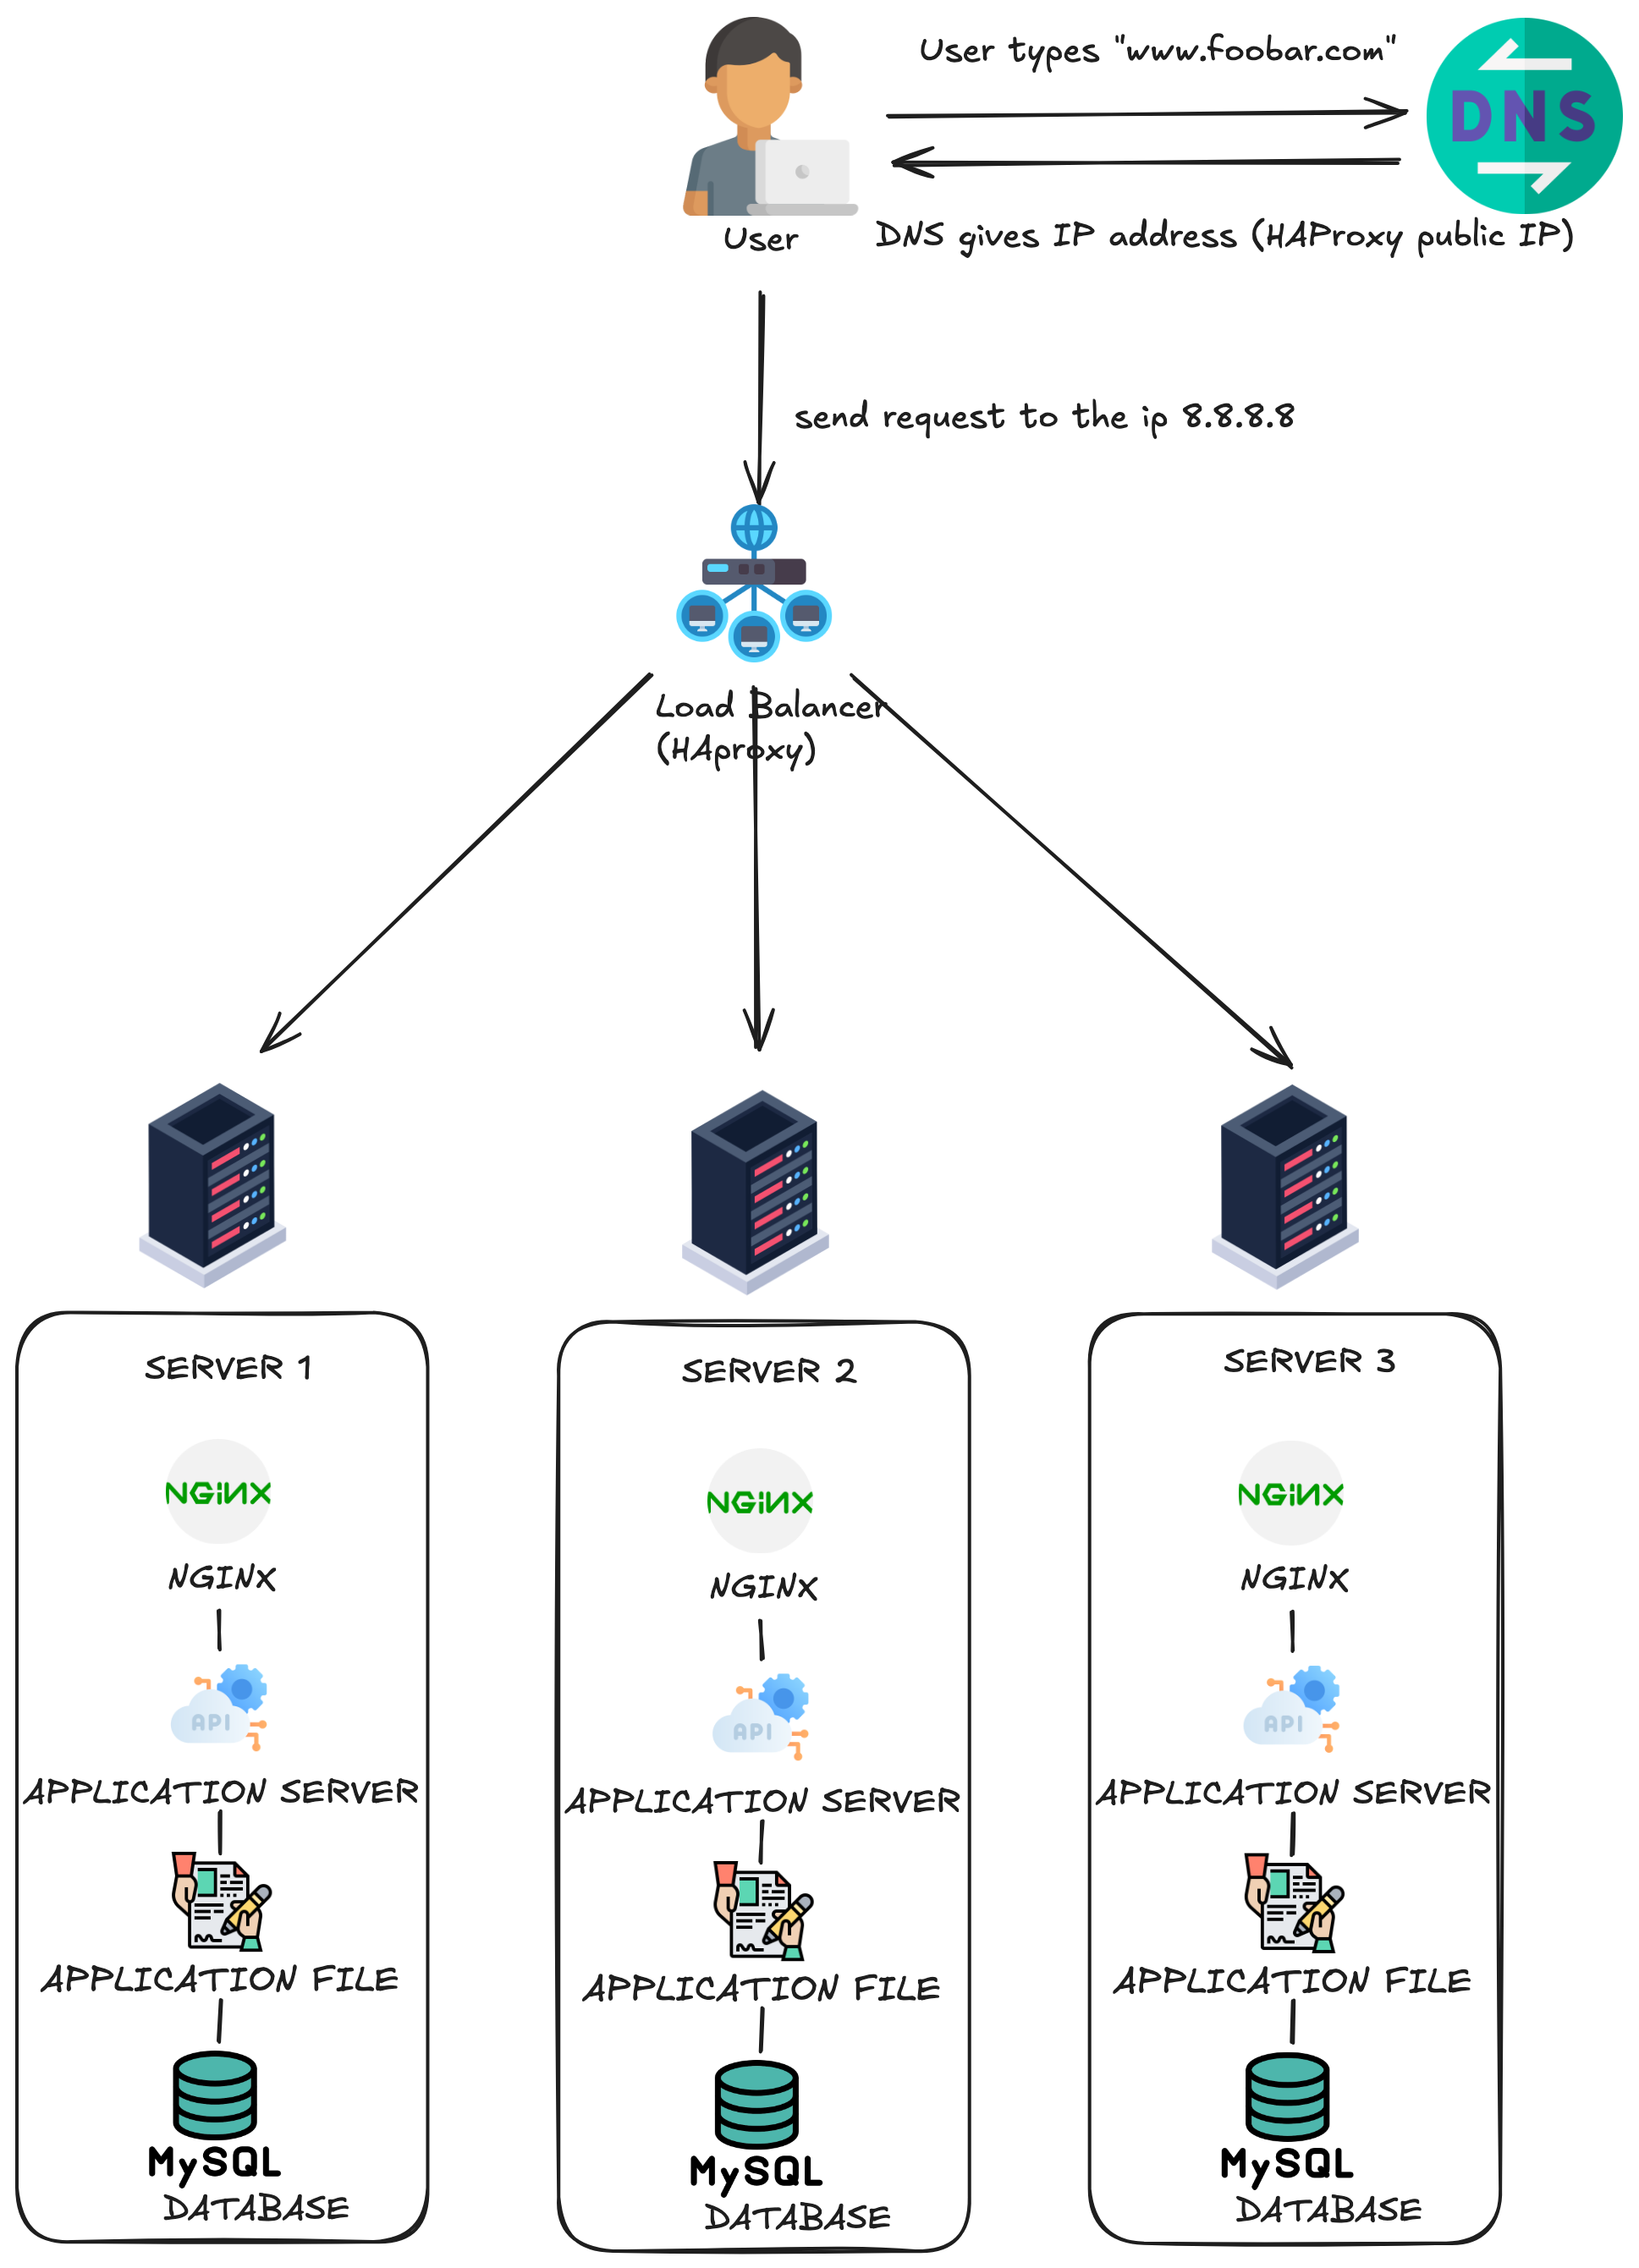 User types "www.foobar.com"
DNS
User
DNS gives IP address (HAProxy public IP)
send request to the ip 8.8.8.8
Load Balancer
(HAproxy)
SERVER 1
NGINX
NGINX
API
APPLICATION SERVER
APPLICATION FILE
MySQL
DATABASE
SERVER 2
NGINX
NGINX
API
APPLICATION SERVER
APPLICATION FILE
MySQL
DATABASE
SERVER 3
NGINX
NGINX
API
APPLICATION SERVER
APPLICATION FILE
MySQL
DATABASE